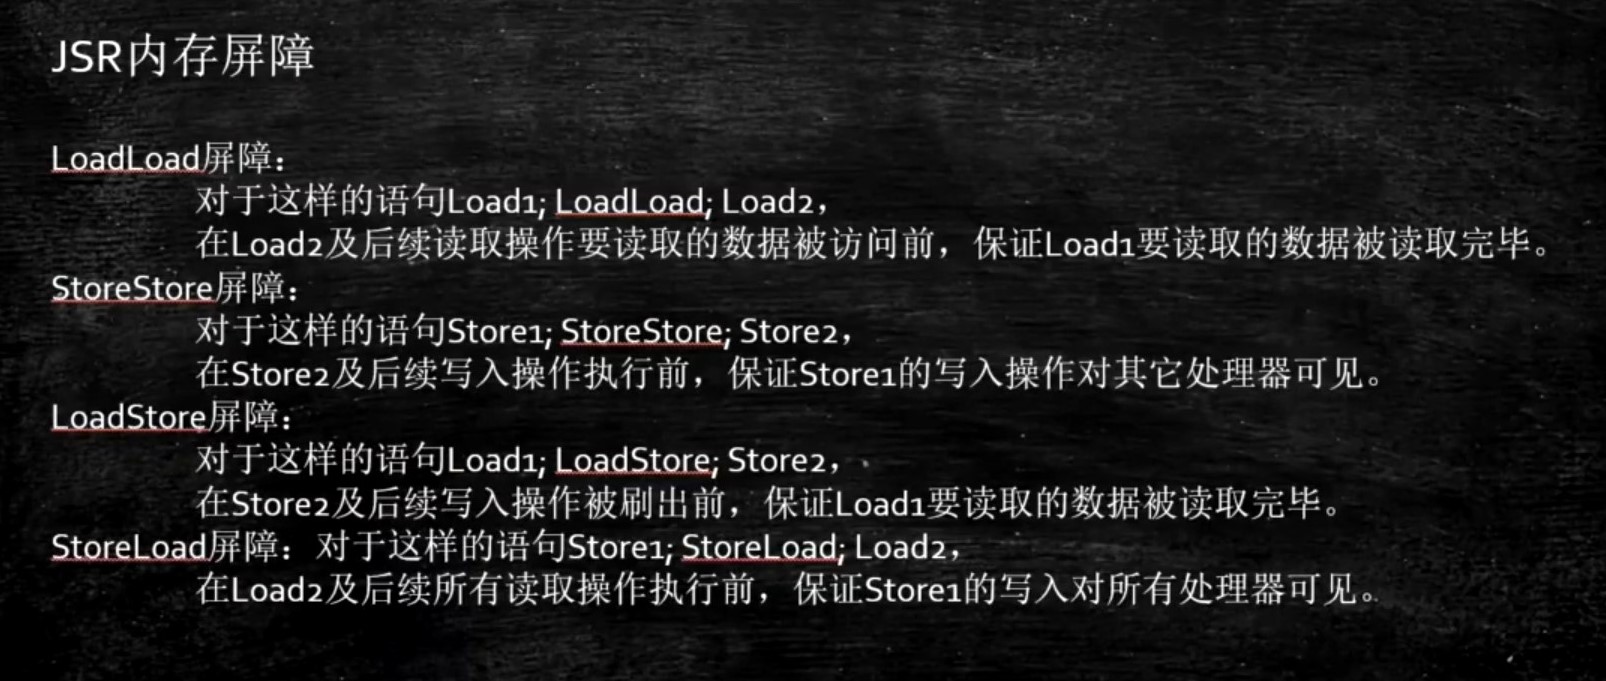 JSR内存屏障
LoadLoad屏障：
对于这样的语句Load1; LoadLoad; Load2，
在Load2及后续读取操作要读取的数据被访问前，保证Load1要读取的数据被读取完毕。
StoreStore屏障：
对于这样的语句Store1; StoreStore; Store2，
在Store2及后续写入操作执行前，保证Store1的写入操作对其它处理器可见。
LoadStore屏障：
对于这样的语句Load1; LoadStore; Store2，
在Store2及后续写入操作被刷出前，保证Load1要读取的数据被读取完毕。
StoreLoad屏障：对于这样的语句Store1; StoreLoad; Load2，
在Load2及后续所有读取操作执行前，保证Store1的写入对所有处理器可见。